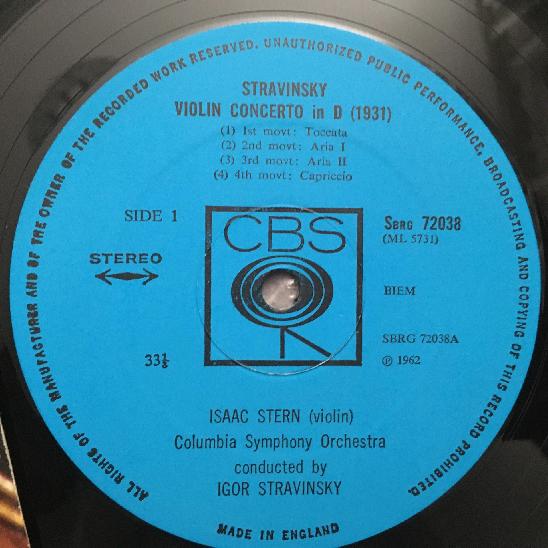 ALL RIGHTS OF THE MANUFACTURER AND OF THE OWNER OF THE RECORDED WORK RESERVED. UNAUTHORIZED PUBLIC PERFORMANCE, BROADCASTING AND COPYING OF THIS RECORD PROHIBITED.
STRAVINSKY
VIOLIN CONCERTO in D (1931)
(1) 1st movt: Toccata
(2) 2nd movt: Aria I
(3) 3rd movt: Aria II
(4) 4th movt: Capriccio
SIDE 1
CBS
SBRG 72038
(ML 5731)
STEREO
BIEM
33⅓
SBRG 72038A
℗ 1962
ISAAC STERN (violin)
Columbia Symphony Orchestra
conducted by
IGOR STRAVINSKY
MADE IN ENGLAND